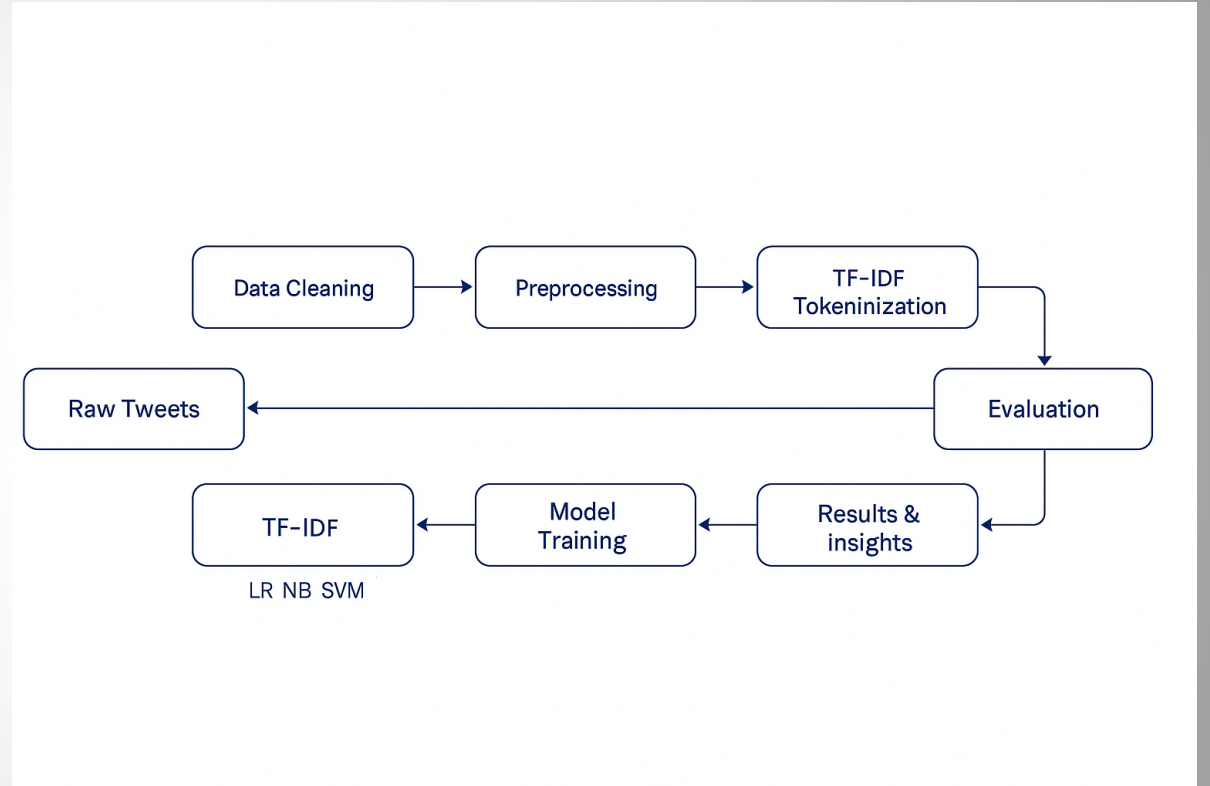 Data Cleaning
Preprocessing
TF-IDF
Tokeninization
Raw Tweets
Evaluation
TF-IDF
LR NB SVM
Model
Training
Results &
insights